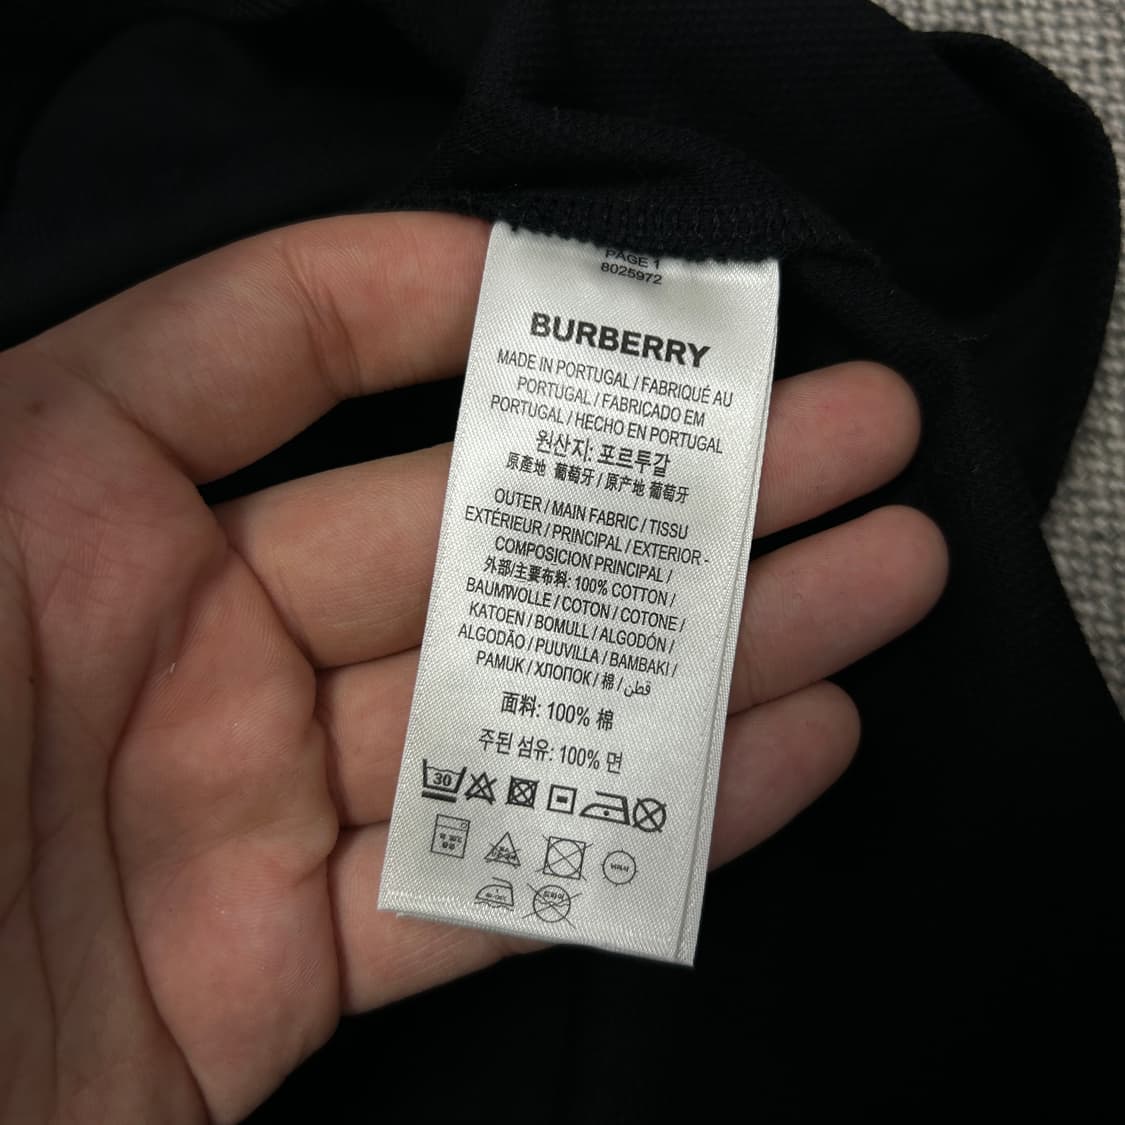 PAGE 1
8025972
BURBERRY
MADE IN PORTUGAL / FABRIQUÉ AU
PORTUGAL / FABRICADO EM
PORTUGAL / HECHO EN PORTUGAL
원산지: 포르투갈
原產地 葡萄牙 / 原产地 葡萄牙
OUTER / MAIN FABRIC / TISSU
EXTÉRIEUR / PRINCIPAL / EXTERIOR -
COMPOSICION PRINCIPAL /
外部/主要布料: 100% COTTON /
BAUMWOLLE / COTON / COTONE /
KATOEN / BOMULL / ALGODÓN /
ALGODÃO / PUUVILLA / BAMBAKI /
PAMUK / ХЛОПОК / 棉 / قطن
面料: 100% 棉
주된 섬유: 100% 면
30
드라이